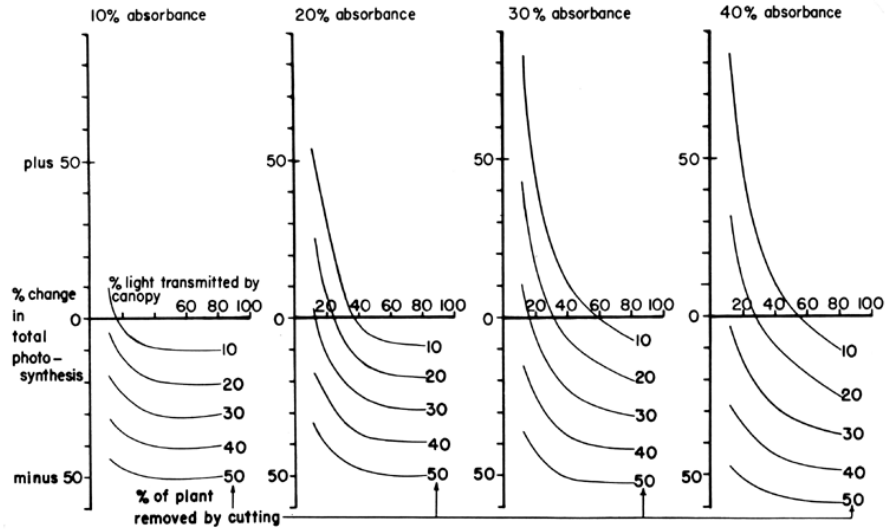 10% absorbance
20% absorbance
30% absorbance
40% absorbance
plus 50
50
50
50
% change
in
total
photo-
synthesis
% light transmitted by
canopy
60 80 100
20 40 60 80 100
20 40 60 80 100
20 40 60 80 100
0
0
0
0
10
20
30
40
50
10
20
30
40
50
10
20
30
40
50
10
20
30
40
50
minus 50
50
50
50
% of plant
removed by cutting